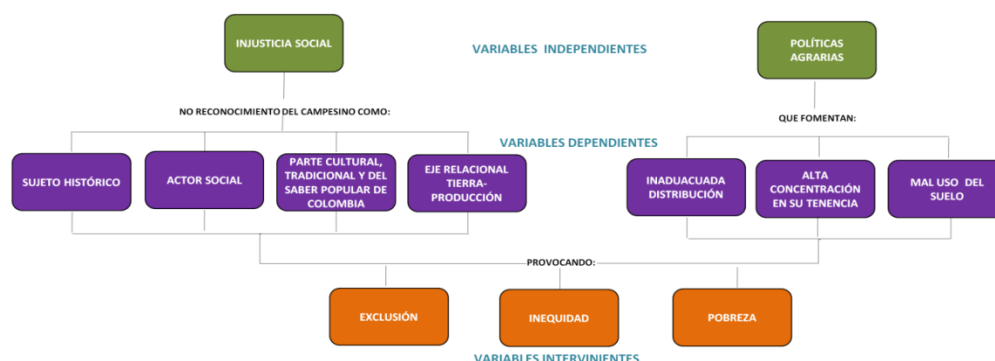 INJUSTICIA SOCIAL
VARIABLES INDEPENDIENTES
POLÍTICAS
AGRARIAS
NO RECONOCIMIENTO DEL CAMPESINO COMO:
QUE FOMENTAN:
VARIABLES DEPENDIENTES
SUJETO HISTÓRICO
ACTOR SOCIAL
PARTE CULTURAL,
TRADICIONAL Y DEL
SABER POPULAR DE
COLOMBIA
EJE RELACIONAL
TIERRA-
PRODUCCIÓN
INADUACUADA
DISTRIBUCIÓN
ALTA
CONCENTRACIÓN
EN SU TENENCIA
MAL USO DEL
SUELO
PROVOCANDO:
EXCLUSIÓN
INEQUIDAD
POBREZA
VARIABLES INTERVINIENTES